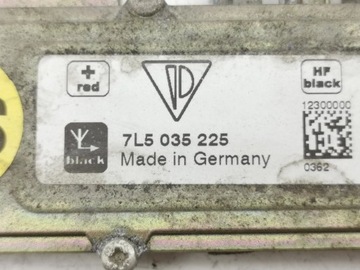 +
red
HF
black
12300000
black
7L5 035 225
Made in Germany
0362